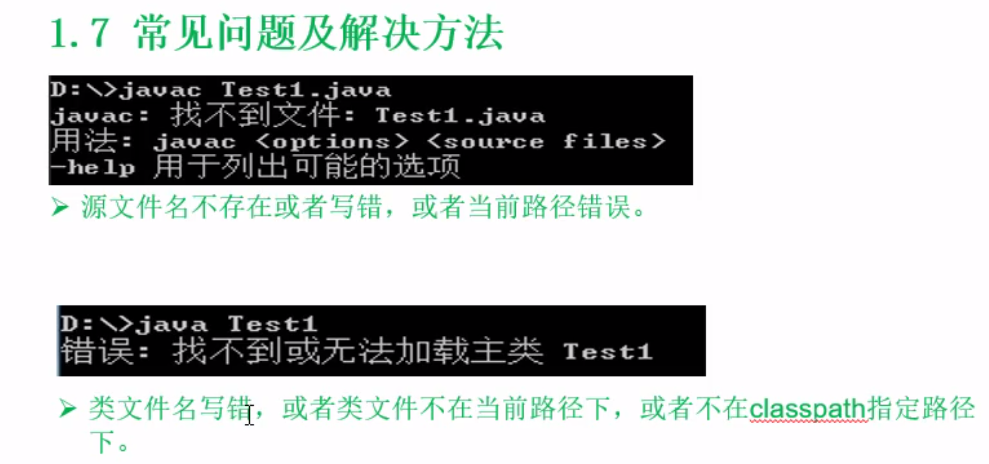 1.7 常见问题及解决方法
D:\>javac Test1.java
javac: 找不到文件: Test1.java
用法: javac <options> <source files>
-help 用于列出可能的选项
➢ 源文件名不存在或者写错，或者当前路径错误。
D:\>java Test1
错误: 找不到或无法加载主类 Test1
➢ 类文件名写错，或者类文件不在当前路径下，或者不在classpath指定路径
下。